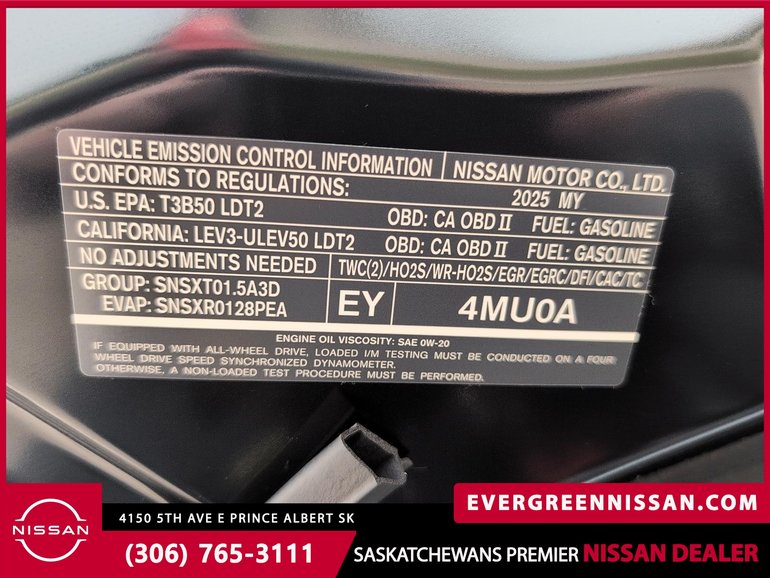 VEHICLE EMISSION CONTROL INFORMATION NISSAN MOTOR CO., LTD.
CONFORMS TO REGULATIONS: 2025 MY
U.S. EPA: T3B50 LDT2 OBD: CA OBD II FUEL: GASOLINE
CALIFORNIA: LEV3-ULEV50 LDT2 OBD: CA OBD II FUEL: GASOLINE
NO ADJUSTMENTS NEEDED TWC(2)/HO2S/WR-HO2S/EGR/EGRC/DFI/CAC/TC
GROUP: SNSXT01.5A3D
EVAP: SNSXR0128PEA
EY 4MU0A
ENGINE OIL VISCOSITY: SAE 0W-20
IF EQUIPPED WITH ALL-WHEEL DRIVE, LOADED I/M TESTING MUST BE CONDUCTED ON A FOUR
WHEEL DRIVE SPEED SYNCHRONIZED DYNAMOMETER.
OTHERWISE, A NON-LOADED TEST PROCEDURE MUST BE PERFORMED.
EVERGREENNISSAN.COM
NISSAN
4150 5TH AVE E PRINCE ALBERT SK
(306) 765-3111
SASKATCHEWANS PREMIER NISSAN DEALER